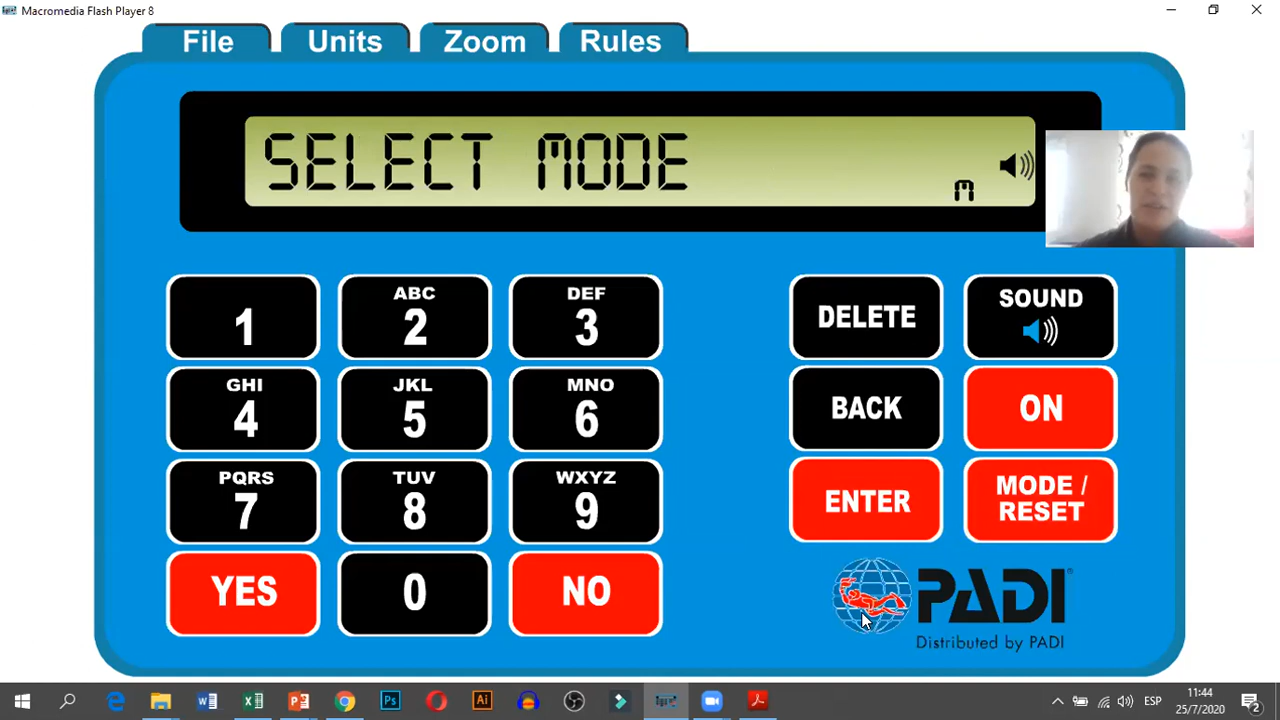 Macromedia Flash Player 8
File Units Zoom Rules
SELECT MODE
M
1
ABC
2
DEF
3
DELETE
SOUND
GHI
4
JKL
5
MNO
6
BACK
ON
PQRS
7
TUV
8
WXYZ
9
ENTER
MODE /
RESET
YES
0
NO
PADI®
Distributed by PADI
ESP
11:44
25/7/2020
2